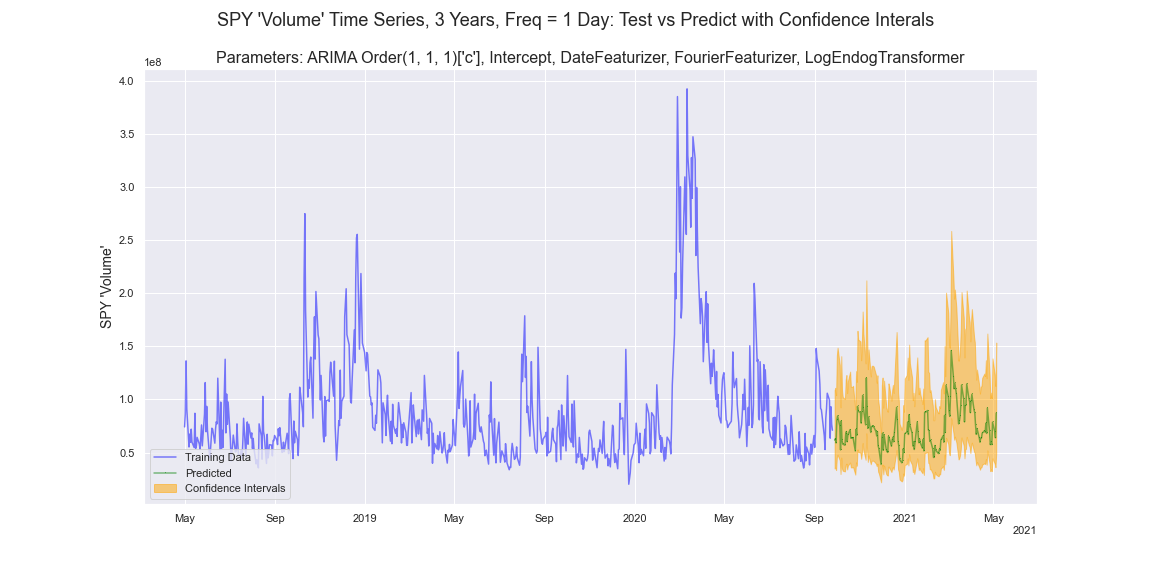 SPY 'Volume' Time Series, 3 Years, Freq = 1 Day: Test vs Predict with Confidence Interals
Parameters: ARIMA Order(1, 1, 1)['c'], Intercept, DateFeaturizer, FourierFeaturizer, LogEndogTransformer
1e8
4.0
3.5
3.0
2.5
2.0
1.5
1.0
0.5
SPY 'Volume'
Training Data
Predicted
Confidence Intervals
May Sep 2019 May Sep 2020 May Sep 2021 May
2021